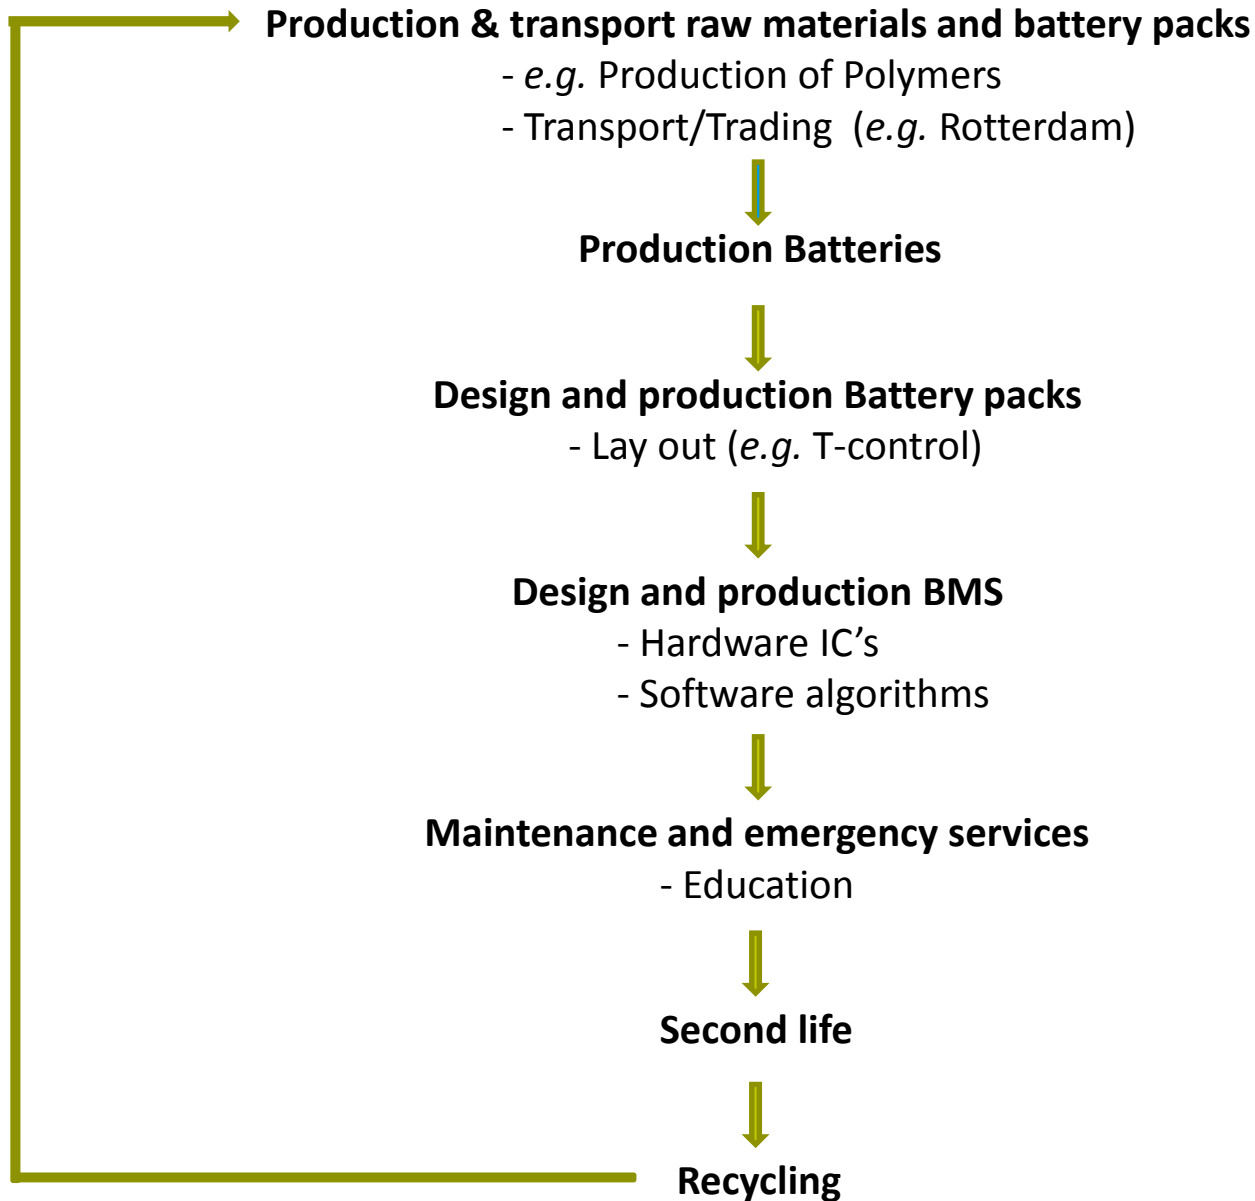 Production & transport raw materials and battery packs
- e.g. Production of Polymers
- Transport/Trading (e.g. Rotterdam)
Production Batteries
Design and production Battery packs
- Lay out (e.g. T-control)
Design and production BMS
- Hardware IC’s
- Software algorithms
Maintenance and emergency services
- Education
Second life
Recycling